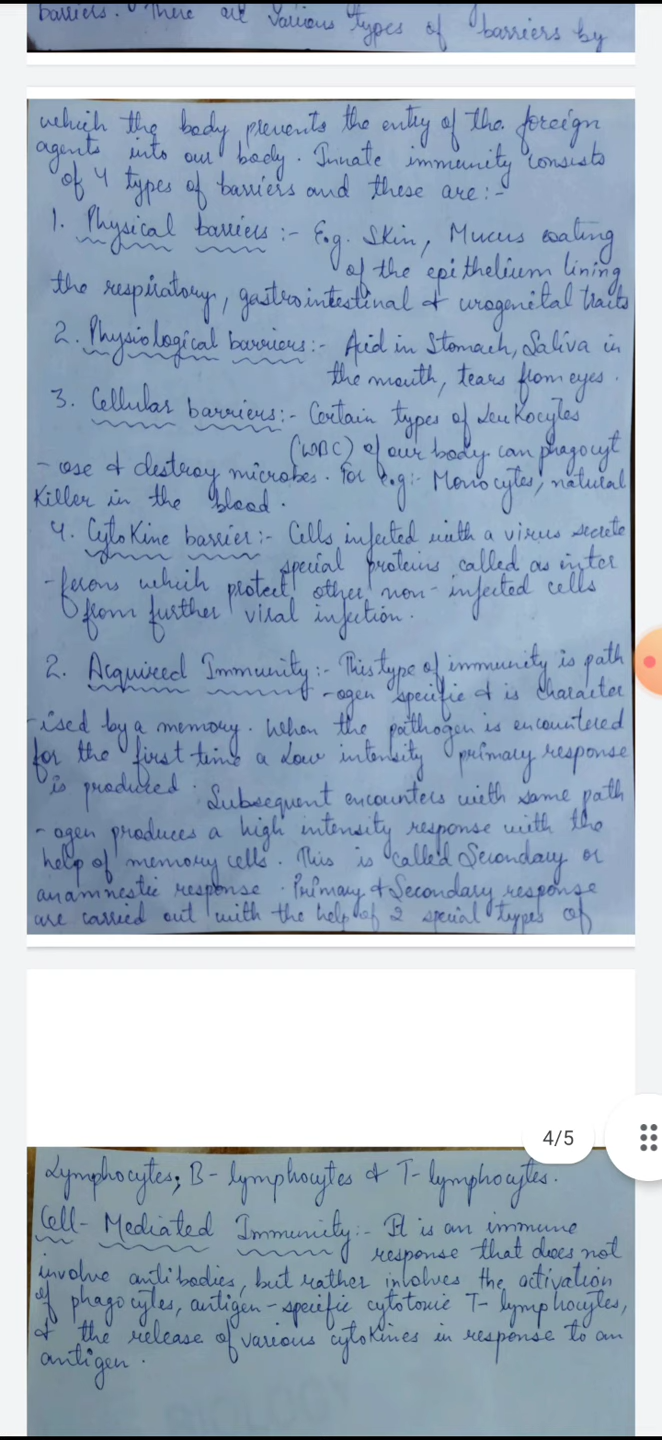 barriers. There are various types of barriers by
which the body prevents the entry of the foreign
agents into our body. Innate immunity consists
of 4 types of barriers and these are:-
1. Physical barriers:- E.g. Skin, Mucus coating
of the epithelium lining
the respiratory, gastrointestinal & urogenital tracts
2. Physiological barriers:- Acid in Stomach, Saliva in
the mouth, tears from eyes.
3. Cellular barriers:- Certain types of Leukocytes
(WBC) of our body can phagocyt
- ose & destroy microbes. For e.g:- Monocytes, natural
Killer in the blood.
4. Cytokine barrier:- Cells infected with a virus secrete
special proteins called as inter
- ferons which protect other non-infected cells
from further viral infection.
2. Acquired Immunity:- This type of immunity is path
-ogen specific & is character
-ised by a memory. When the pathogen is encountered
for the first time a low intensity primary response
is produced. Subsequent encounters with same path
- ogen produces a high intensity response with the
help of memory cells. This is called Secondary or
anamnestic response. Primary & Secondary response
are carried out with the help of 2 special types of
4/5
Lymphocytes; B-lymphocytes & T-lymphocytes.
Cell-Mediated Immunity:- It is an immune
response that does not
involve antibodies, but rather involves the activation
of phagocytes, antigen-specific cytotoxic T-lymphocytes,
& the release of various cytokines in response to an
antigen.